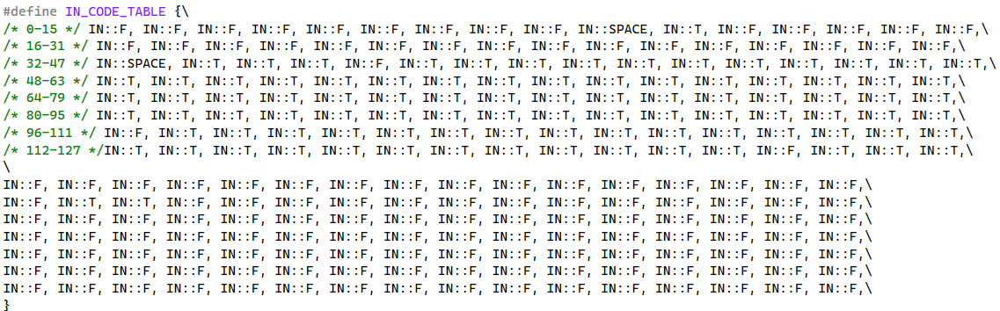 #define IN_CODE_TABLE {\
/* 0-15 */ IN::F, IN::F, IN::F, IN::F, IN::F, IN::F, IN::F, IN::F, IN::F, IN::SPACE, IN::T, IN::F, IN::F, IN::F, IN::F, IN::F,\
/* 16-31 */ IN::F, IN::F, IN::F, IN::F, IN::F, IN::F, IN::F, IN::F, IN::F, IN::F, IN::F, IN::F, IN::F, IN::F, IN::F, IN::F,\
/* 32-47 */ IN::SPACE, IN::T, IN::T, IN::T, IN::F, IN::T, IN::T, IN::T, IN::T, IN::T, IN::T, IN::T, IN::T, IN::T, IN::T, IN::T,\
/* 48-63 */ IN::T, IN::T, IN::T, IN::T, IN::T, IN::T, IN::T, IN::T, IN::T, IN::T, IN::T, IN::T, IN::T, IN::T, IN::T, IN::T,\
/* 64-79 */ IN::T, IN::T, IN::T, IN::T, IN::T, IN::T, IN::T, IN::T, IN::T, IN::T, IN::T, IN::T, IN::T, IN::T, IN::T, IN::T,\
/* 80-95 */ IN::T, IN::T, IN::T, IN::T, IN::T, IN::T, IN::T, IN::T, IN::T, IN::T, IN::T, IN::T, IN::T, IN::T, IN::T, IN::T,\
/* 96-111 */ IN::F, IN::T, IN::T, IN::T, IN::T, IN::T, IN::T, IN::T, IN::T, IN::T, IN::T, IN::T, IN::T, IN::T, IN::T, IN::T,\
/* 112-127 */IN::T, IN::T, IN::T, IN::T, IN::T, IN::T, IN::T, IN::T, IN::T, IN::T, IN::T, IN::T, IN::F, IN::T, IN::T, IN::T,\
\
IN::F, IN::F, IN::F, IN::F, IN::F, IN::F, IN::F, IN::F, IN::F, IN::F, IN::F, IN::F, IN::F, IN::F, IN::F, IN::F,\
IN::F, IN::T, IN::T, IN::F, IN::F, IN::F, IN::F, IN::F, IN::F, IN::F, IN::F, IN::F, IN::F, IN::F, IN::F, IN::F,\
IN::F, IN::F, IN::F, IN::F, IN::F, IN::F, IN::F, IN::F, IN::F, IN::F, IN::F, IN::F, IN::F, IN::F, IN::F, IN::F,\
IN::F, IN::F, IN::F, IN::F, IN::F, IN::F, IN::F, IN::F, IN::F, IN::F, IN::F, IN::F, IN::F, IN::F, IN::F, IN::F,\
IN::F, IN::F, IN::F, IN::F, IN::F, IN::F, IN::F, IN::F, IN::F, IN::F, IN::F, IN::F, IN::F, IN::F, IN::F, IN::F,\
IN::F, IN::F, IN::F, IN::F, IN::F, IN::F, IN::F, IN::F, IN::F, IN::F, IN::F, IN::F, IN::F, IN::F, IN::F, IN::F,\
IN::F, IN::F, IN::F, IN::F, IN::F, IN::F, IN::F, IN::F, IN::F, IN::F, IN::F, IN::F, IN::F, IN::F, IN::F, IN::F,\
}